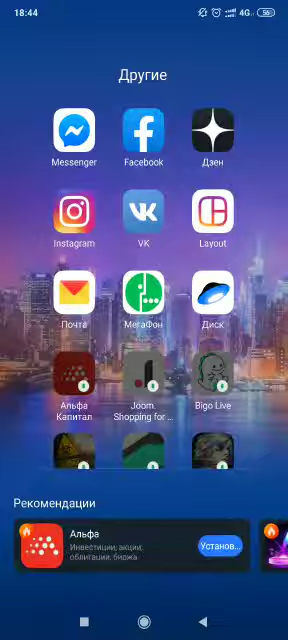 18:44
4G
56
Другие
Messenger
Facebook
Дзен
Instagram
VK
Layout
Почта
МегаФон
Диск
Альфа
Капитал
Joom.
Shopping for ...
Bigo Live
Рекомендации
Альфа
Инвестиции, акции,
облигации, биржа
Установ...